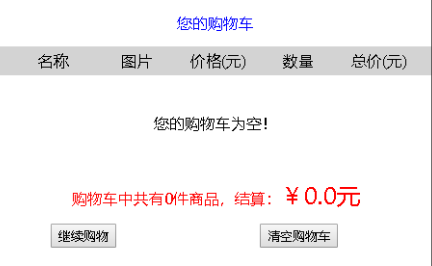 您的购物车
名称 图片 价格(元) 数量 总价(元)
您的购物车为空!
购物车中共有0件商品，结算：￥0.0元
继续购物 清空购物车